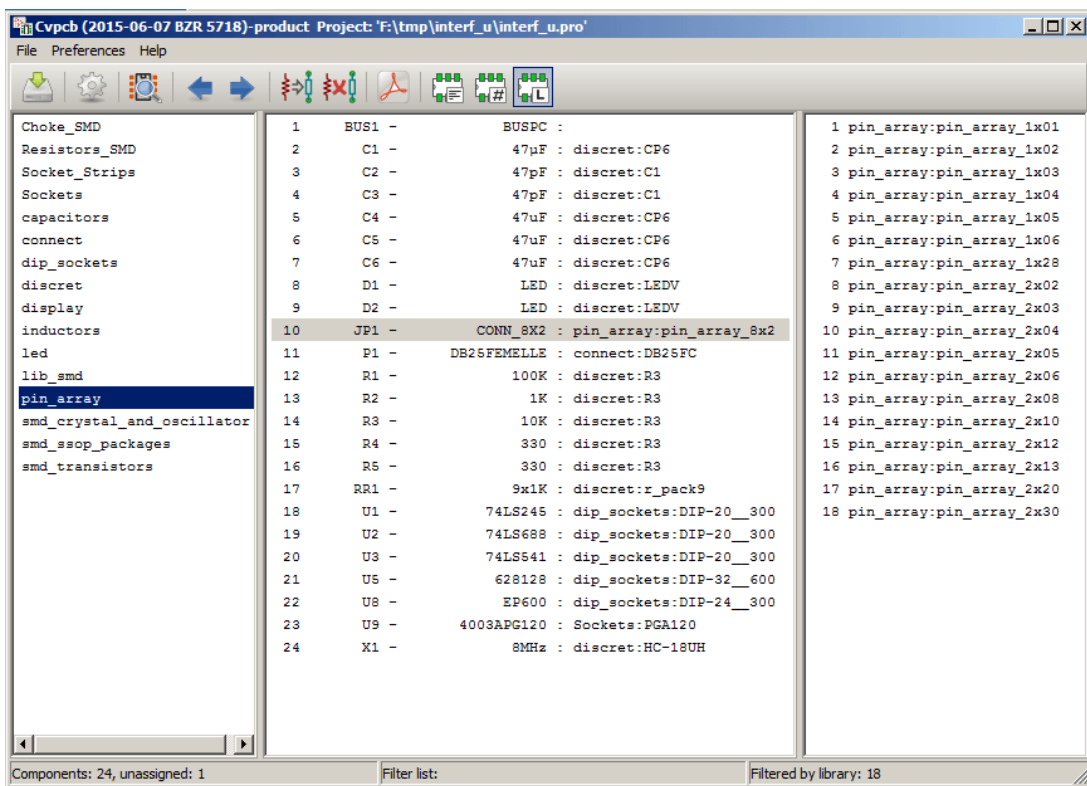 Cvpcb (2015-06-07 BZR 5718)-product Project: 'F:\tmp\interf_u\interf_u.pro'
File Preferences Help
# L
Choke_SMD
Resistors_SMD
Socket_Strips
Sockets
capacitors
connect
dip_sockets
discret
display
inductors
led
lib_smd
pin_array
smd_crystal_and_oscillator
smd_ssop_packages
smd_transistors
1 BUS1 - BUSPC :
2 C1 - 47µF : discret:CP6
3 C2 - 47pF : discret:C1
4 C3 - 47pF : discret:C1
5 C4 - 47uF : discret:CP6
6 C5 - 47uF : discret:CP6
7 C6 - 47uF : discret:CP6
8 D1 - LED : discret:LEDV
9 D2 - LED : discret:LEDV
10 JP1 - CONN_8X2 : pin_array:pin_array_8x2
11 P1 - DB25FEMELLE : connect:DB25FC
12 R1 - 100K : discret:R3
13 R2 - 1K : discret:R3
14 R3 - 10K : discret:R3
15 R4 - 330 : discret:R3
16 R5 - 330 : discret:R3
17 RR1 - 9x1K : discret:r_pack9
18 U1 - 74LS245 : dip_sockets:DIP-20__300
19 U2 - 74LS688 : dip_sockets:DIP-20__300
20 U3 - 74LS541 : dip_sockets:DIP-20__300
21 U5 - 628128 : dip_sockets:DIP-32__600
22 U8 - EP600 : dip_sockets:DIP-24__300
23 U9 - 4003APG120 : Sockets:PGA120
24 X1 - 8MHz : discret:HC-18UH
1 pin_array:pin_array_1x01
2 pin_array:pin_array_1x02
3 pin_array:pin_array_1x03
4 pin_array:pin_array_1x04
5 pin_array:pin_array_1x05
6 pin_array:pin_array_1x06
7 pin_array:pin_array_1x28
8 pin_array:pin_array_2x02
9 pin_array:pin_array_2x03
10 pin_array:pin_array_2x04
11 pin_array:pin_array_2x05
12 pin_array:pin_array_2x06
13 pin_array:pin_array_2x08
14 pin_array:pin_array_2x10
15 pin_array:pin_array_2x12
16 pin_array:pin_array_2x13
17 pin_array:pin_array_2x20
18 pin_array:pin_array_2x30
Components: 24, unassigned: 1
Filter list:
Filtered by library: 18